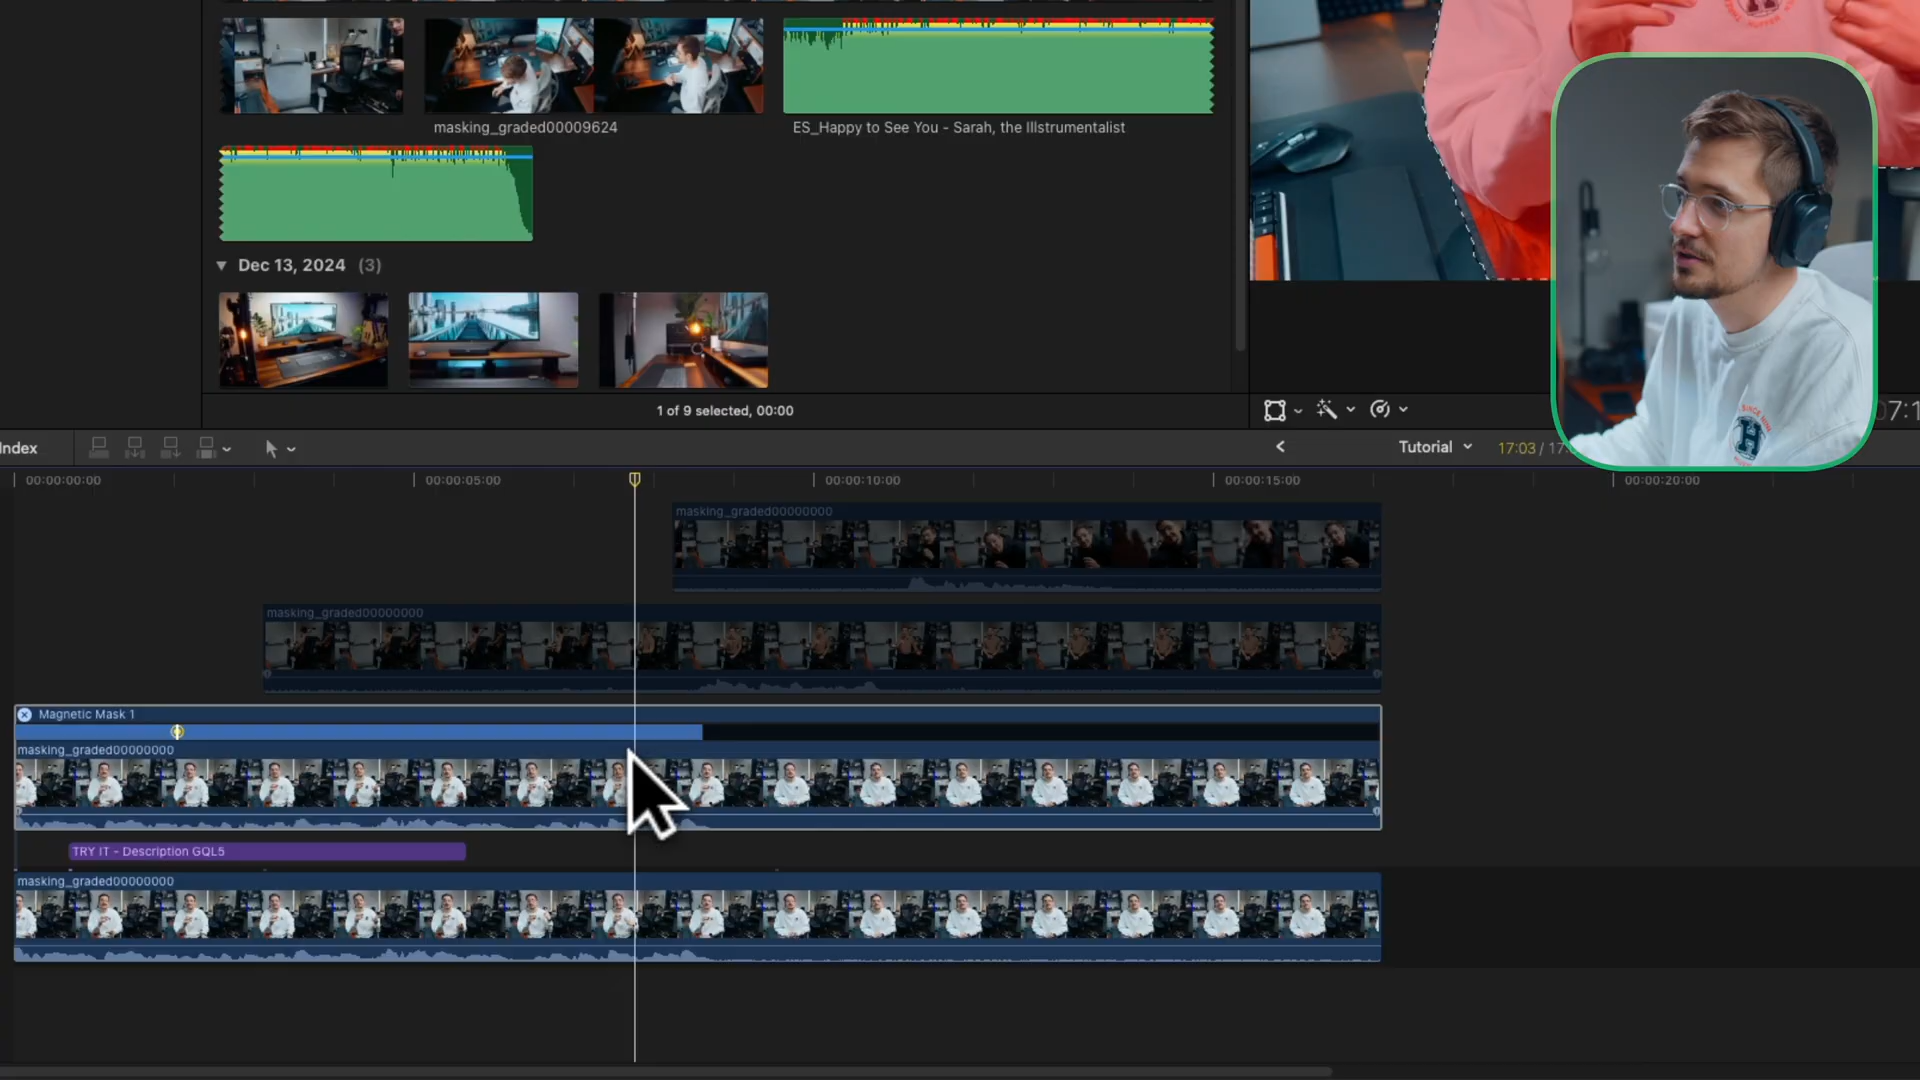 masking_graded00009624
ES_Happy to See You - Sarah, the Illstrumentalist
Dec 13, 2024 (3)
1 of 9 selected, 00:00
Index
Tutorial
17:03 / 17:
07:1
00:00:00:00
00:00:05:00
00:00:10:00
00:00:15:00
00:00:20:00
masking_graded00000000
masking_graded00000000
Magnetic Mask 1
masking_graded00000000
TRY IT - Description GQL5
masking_graded00000000
H